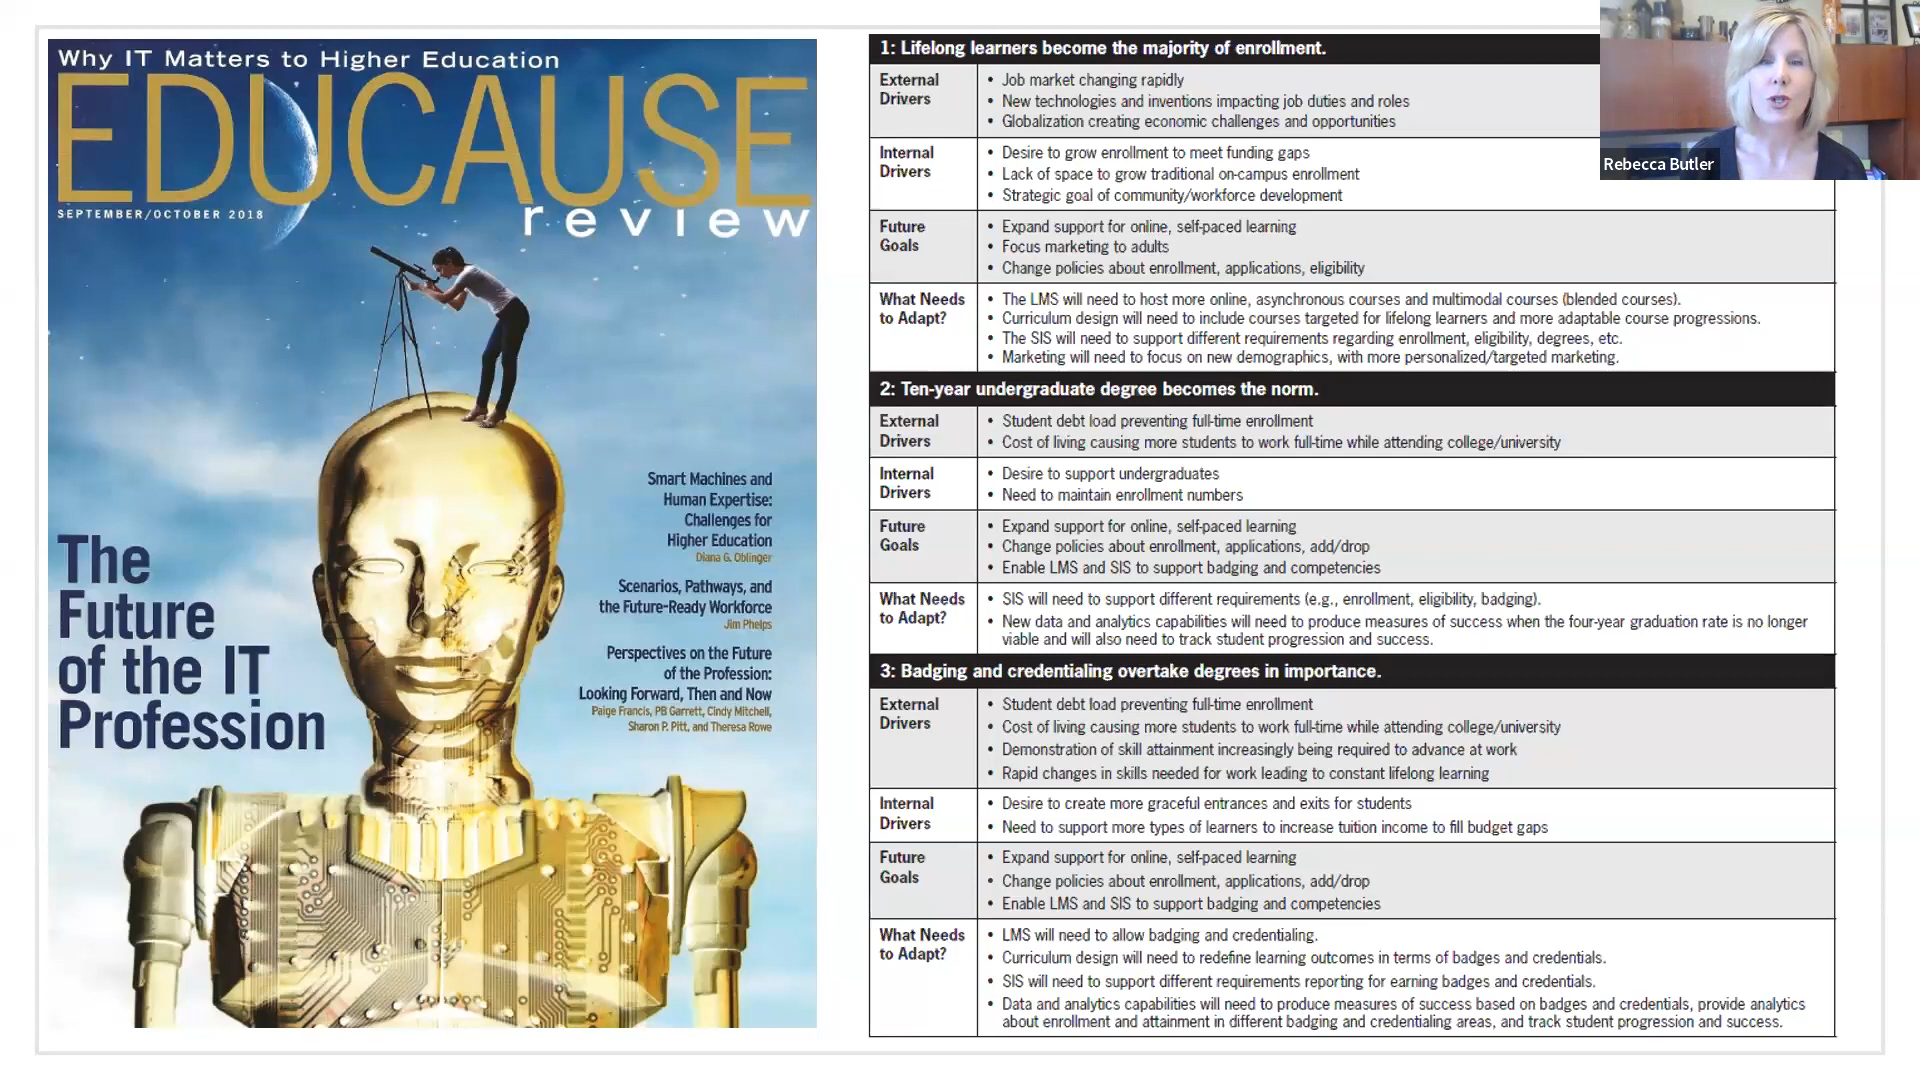 Why IT Matters to Higher Education
EDUCAUSE
SEPTEMBER/OCTOBER 2018
review
Smart Machines and
Human Expertise:
Challenges for
Higher Education
Diana G. Oblinger
Scenarios, Pathways, and
the Future-Ready Workforce
Jim Phelps
Perspectives on the Future
of the Profession:
Looking Forward, Then and Now
Paige Francis, PB Garrett, Cindy Mitchell,
Sharon P. Pitt, and Theresa Rowe
The
Future
of the IT
Profession
1: Lifelong learners become the majority of enrollment.
External
Drivers
• Job market changing rapidly
• New technologies and inventions impacting job duties and roles
• Globalization creating economic challenges and opportunities
Internal
Drivers
• Desire to grow enrollment to meet funding gaps
• Lack of space to grow traditional on-campus enrollment
• Strategic goal of community/workforce development
Future
Goals
• Expand support for online, self-paced learning
• Focus marketing to adults
• Change policies about enrollment, applications, eligibility
What Needs
to Adapt?
• The LMS will need to host more online, asynchronous courses and multimodal courses (blended courses).
• Curriculum design will need to include courses targeted for lifelong learners and more adaptable course progressions.
• The SIS will need to support different requirements regarding enrollment, eligibility, degrees, etc.
• Marketing will need to focus on new demographics, with more personalized/targeted marketing.
2: Ten-year undergraduate degree becomes the norm.
External
Drivers
• Student debt load preventing full-time enrollment
• Cost of living causing more students to work full-time while attending college/university
Internal
Drivers
• Desire to support undergraduates
• Need to maintain enrollment numbers
Future
Goals
• Expand support for online, self-paced learning
• Change policies about enrollment, applications, add/drop
• Enable LMS and SIS to support badging and competencies
What Needs
to Adapt?
• SIS will need to support different requirements (e.g., enrollment, eligibility, badging).
• New data and analytics capabilities will need to produce measures of success when the four-year graduation rate is no longer
viable and will also need to track student progression and success.
3: Badging and credentialing overtake degrees in importance.
External
Drivers
• Student debt load preventing full-time enrollment
• Cost of living causing more students to work full-time while attending college/university
• Demonstration of skill attainment increasingly being required to advance at work
• Rapid changes in skills needed for work leading to constant lifelong learning
Internal
Drivers
• Desire to create more graceful entrances and exits for students
• Need to support more types of learners to increase tuition income to fill budget gaps
Future
Goals
• Expand support for online, self-paced learning
• Change policies about enrollment, applications, add/drop
• Enable LMS and SIS to support badging and competencies
What Needs
to Adapt?
• LMS will need to allow badging and credentialing.
• Curriculum design will need to redefine learning outcomes in terms of badges and credentials.
• SIS will need to support different requirements reporting for earning badges and credentials.
• Data and analytics capabilities will need to produce measures of success based on badges and credentials, provide analytics
about enrollment and attainment in different badging and credentialing areas, and track student progression and success.
Rebecca Butler